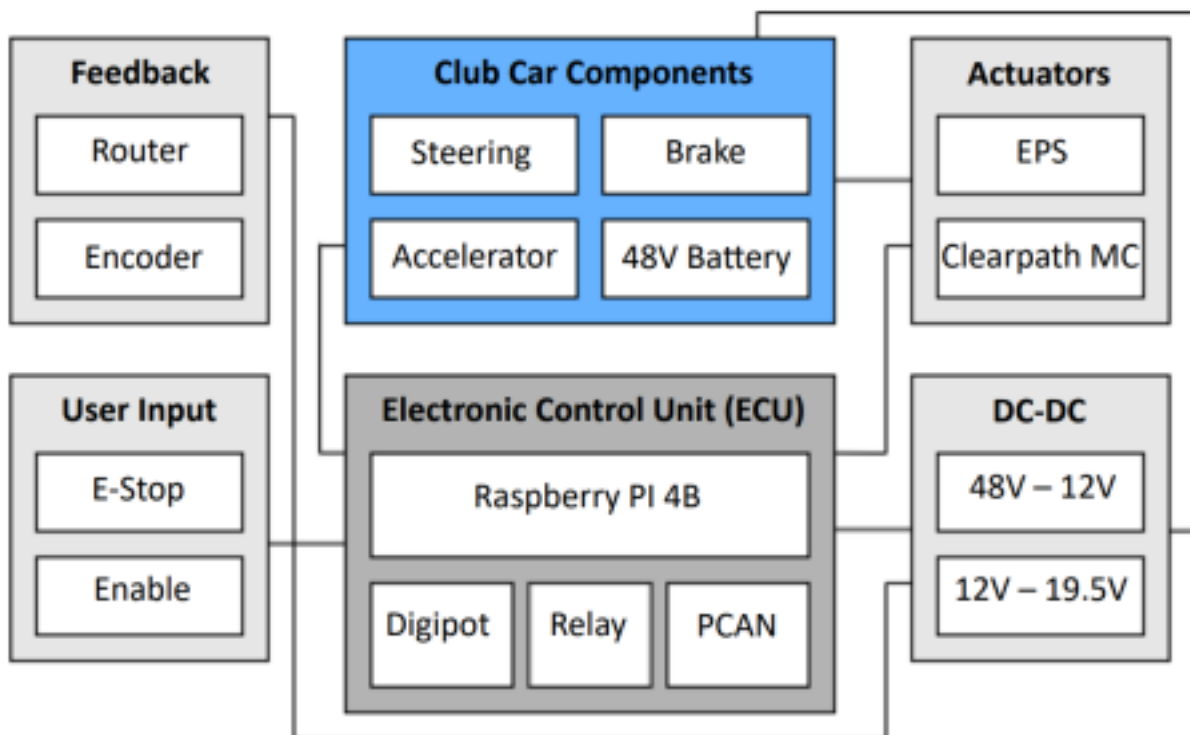 Feedback
Router
Encoder
Club Car Components
Steering
Brake
Accelerator
48V Battery
Actuators
EPS
Clearpath MC
User Input
E-Stop
Enable
Electronic Control Unit (ECU)
Raspberry PI 4B
Digipot
Relay
PCAN
DC-DC
48V – 12V
12V – 19.5V